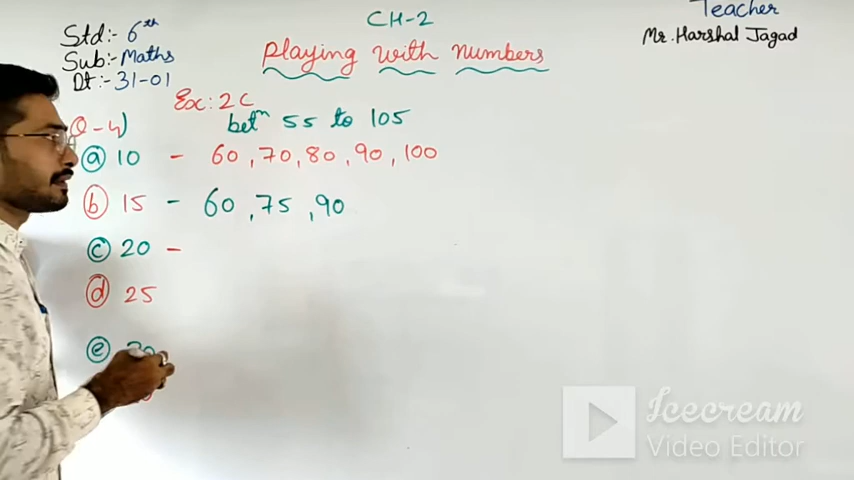 CH-2
Teacher
Std:- 6th
Playing with numbers
Mr. Harshal Jagad
Sub:- Maths
Dt:- 31-01
Ex: 2C
Q-4) betn 55 to 105
(a) 10 - 60, 70, 80, 90, 100
(b) 15 - 60, 75, 90
(c) 20 -
(d) 25
(e)
Icecream
Video Editor